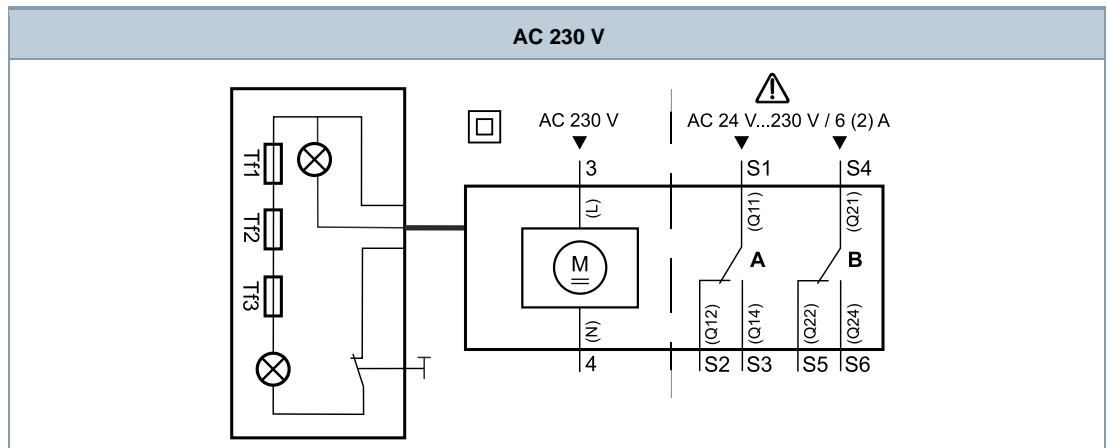 AC 230 V
AC 230 V
AC 24 V...230 V / 6 (2) A
3
S1
S4
Tf1
Tf2
Tf3
(L)
(Q11)
(Q21)
M
A
B
(N)
(Q12)
(Q14)
(Q22)
(Q24)
4
S2
S3
S5
S6